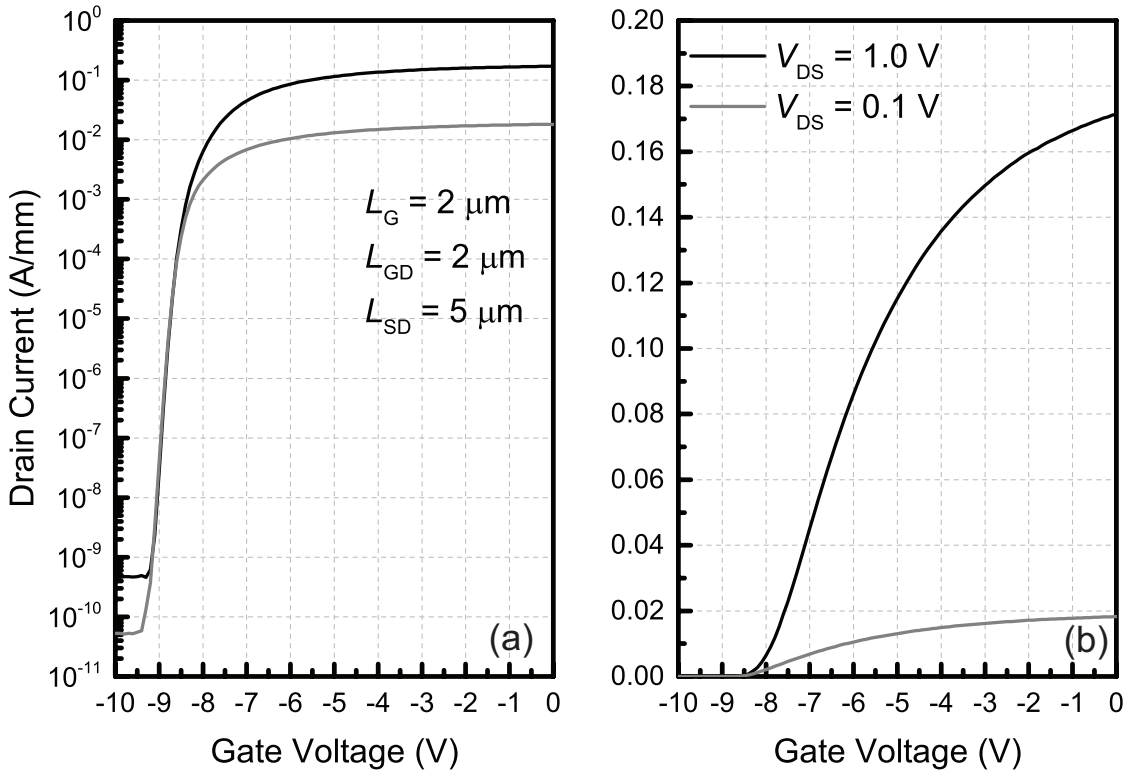 10⁰
10⁻¹
10⁻²
10⁻³
10⁻⁴
10⁻⁵
10⁻⁶
10⁻⁷
10⁻⁸
10⁻⁹
10⁻¹⁰
10⁻¹¹
Drain Current (A/mm)
L_G = 2 μm
L_GD = 2 μm
L_SD = 5 μm
(a)
-10 -9 -8 -7 -6 -5 -4 -3 -2 -1 0
Gate Voltage (V)
0.20
0.18
0.16
0.14
0.12
0.10
0.08
0.06
0.04
0.02
0.00
V_DS = 1.0 V
V_DS = 0.1 V
(b)
-10 -9 -8 -7 -6 -5 -4 -3 -2 -1 0
Gate Voltage (V)